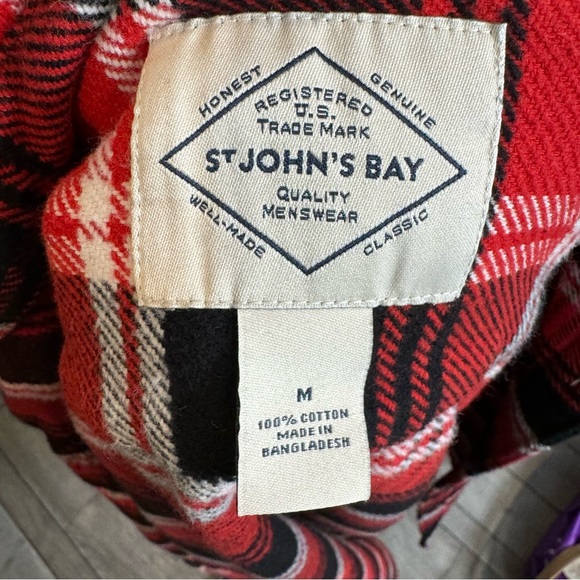 HONEST
GENUINE
REGISTERED
U.S.
TRADE MARK
ST JOHN'S BAY
QUALITY
MENSWEAR
WELL-MADE
CLASSIC
M
100% COTTON
MADE IN
BANGLADESH